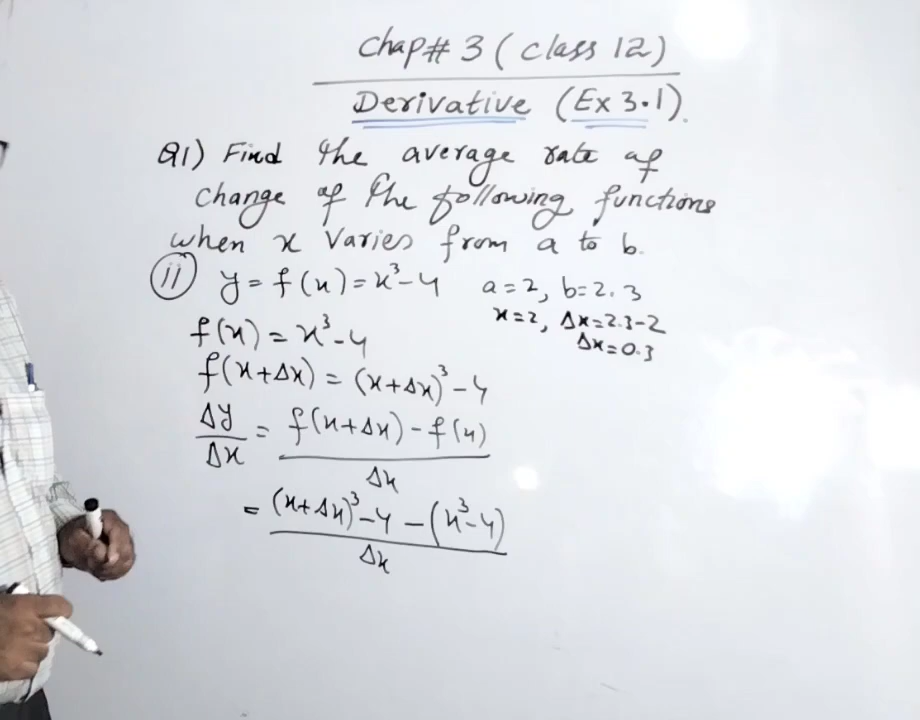 Chap# 3 (Class 12)
Derivative (Ex 3.1).
Q1) Find the average rate of
Change of the following functions
when x varies from a to b.
(ii) y = f(x) = x³-4 a=2, b=2.3
x=2, Δx=2.3-2
Δx=0.3
f(x) = x³-4
f(x+Δx) = (x+Δx)³-4
Δy/Δx = f(x+Δx) - f(x)/Δx
= (x+Δx)³-4-(x³-4)/Δx